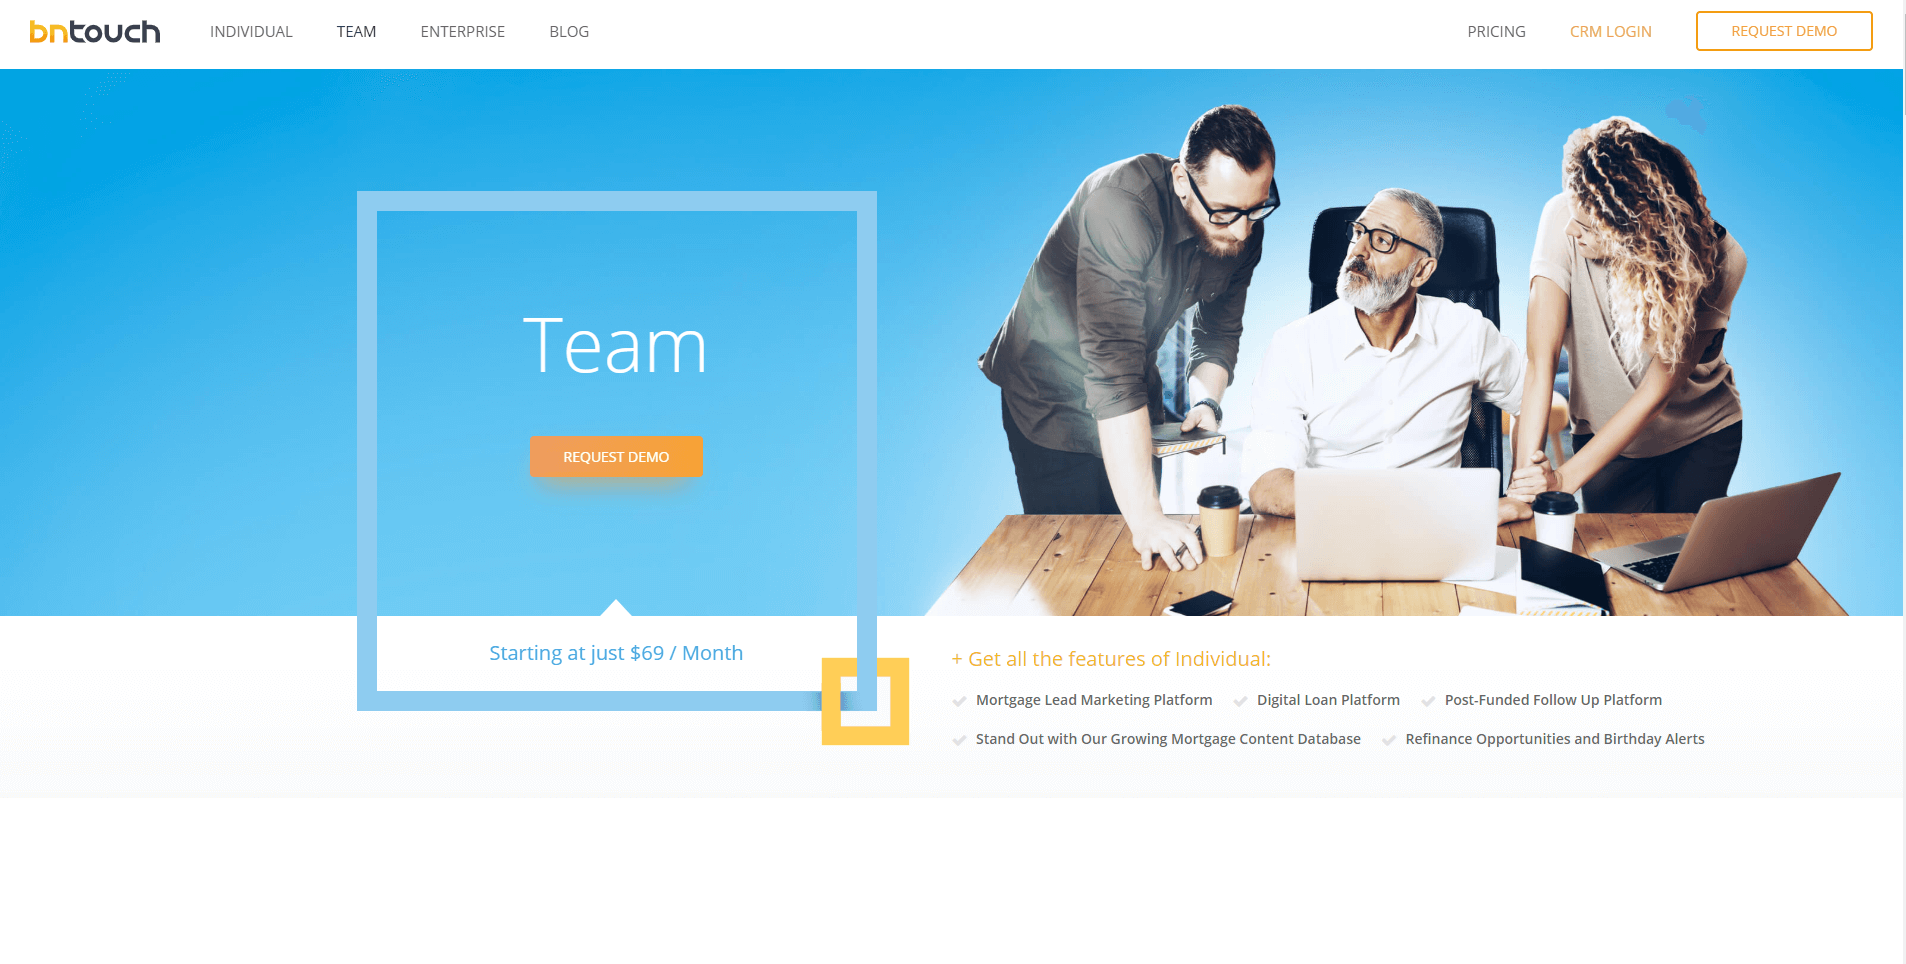 bntouch INDIVIDUAL TEAM ENTERPRISE BLOG PRICING CRM LOGIN REQUEST DEMO
Team
REQUEST DEMO
Starting at just $69 / Month
+ Get all the features of Individual:
Mortgage Lead Marketing Platform Digital Loan Platform Post-Funded Follow Up Platform
Stand Out with Our Growing Mortgage Content Database Refinance Opportunities and Birthday Alerts